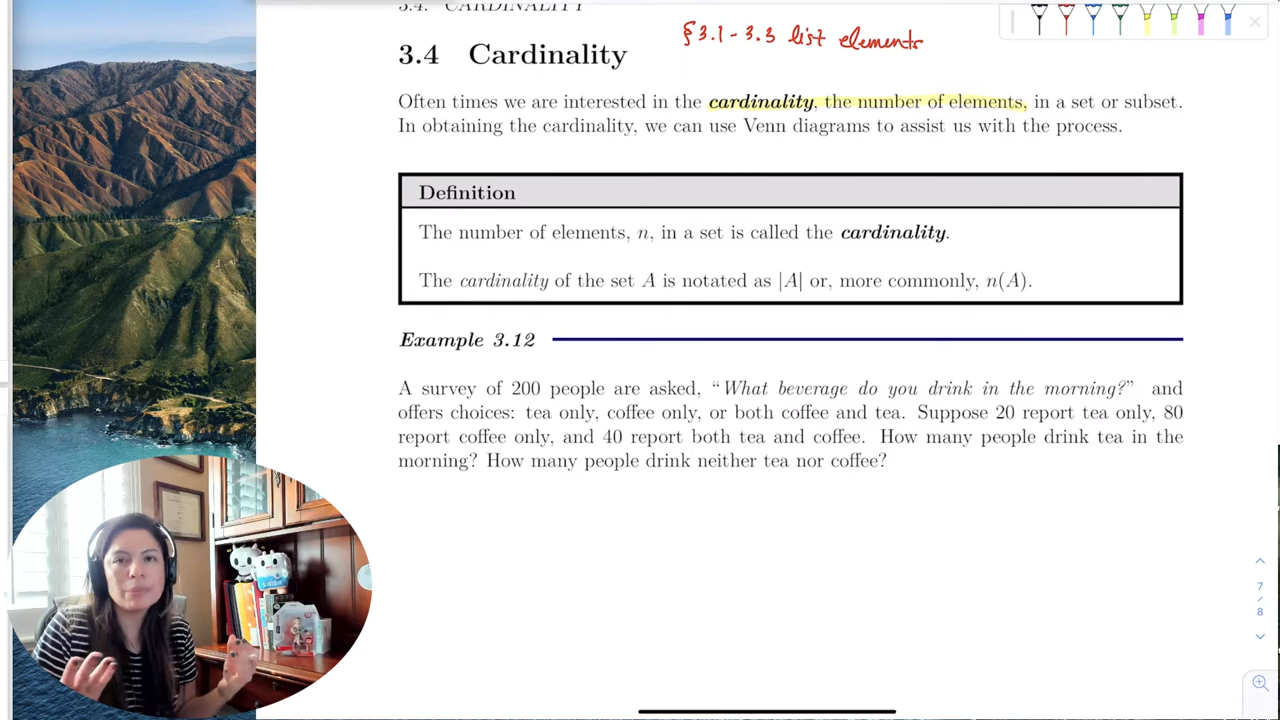 3.4. CARDINALITY
§3.1-3.3 list elements
3.4 Cardinality
Often times we are interested in the cardinality, the number of elements, in a set or subset.
In obtaining the cardinality, we can use Venn diagrams to assist us with the process.
Definition
The number of elements, n, in a set is called the cardinality.
The cardinality of the set A is notated as |A| or, more commonly, n(A).
Example 3.12
A survey of 200 people are asked, “What beverage do you drink in the morning?” and
offers choices: tea only, coffee only, or both coffee and tea. Suppose 20 report tea only, 80
report coffee only, and 40 report both tea and coffee. How many people drink tea in the
morning? How many people drink neither tea nor coffee?
7
/
8